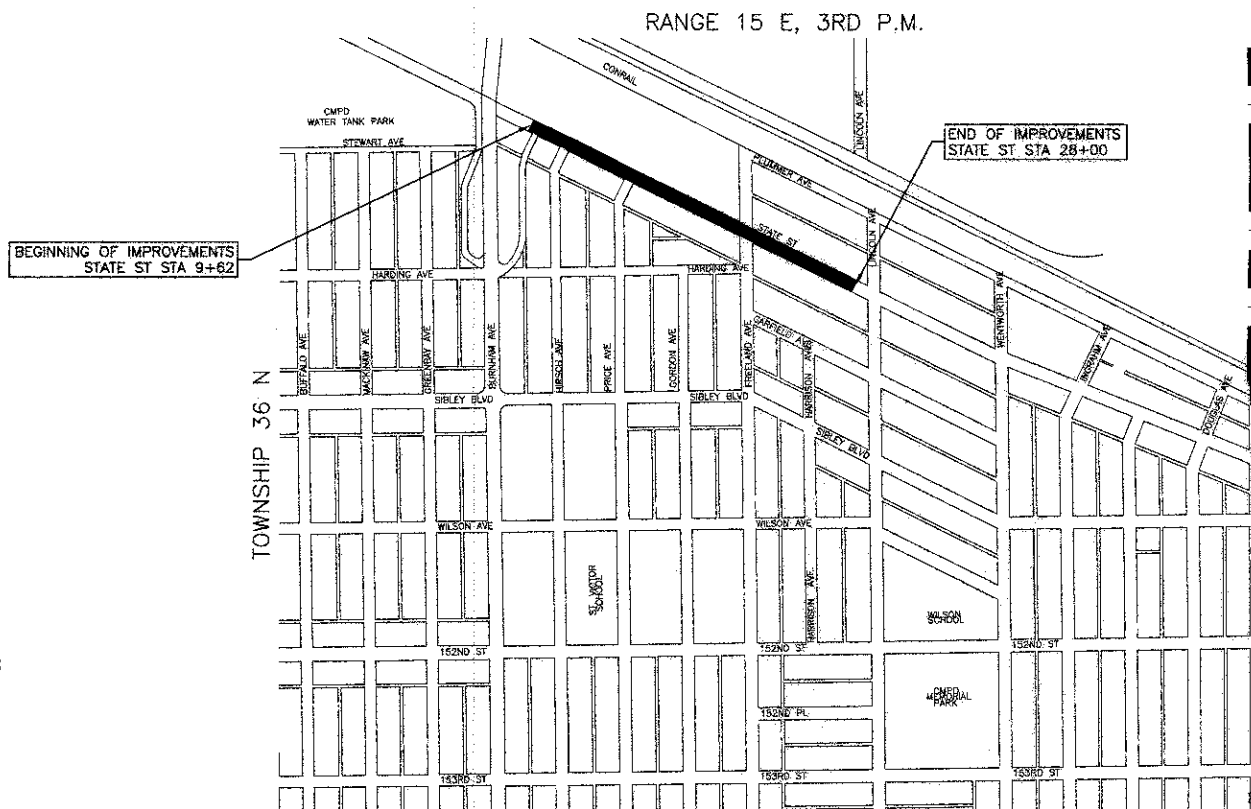 RANGE 15 E, 3RD P.M.
CONRAIL
LINCOLN AVE
CMPD
WATER TANK PARK
STEWART AVE
END OF IMPROVEMENTS
STATE ST STA 28+00
PLUMMER AVE
STATE ST
LINCOLN AVE
BEGINNING OF IMPROVEMENTS
STATE ST STA 9+62
HARDING AVE
HARDING AVE
BUFFALO AVE
MACKINAW AVE
GREENBAY AVE
BURNHAM AVE
HIRSCH AVE
PRICE AVE
GORDON AVE
FREELAND AVE
GARFIELD AVE
HARRISON AVE
WENTWORTH AVE
INGRAHM AVE
DOUGLAS AVE
SIBLEY BLVD
SIBLEY BLVD
SIBLEY BLVD
TOWNSHIP 36 N
WILSON AVE
WILSON AVE
ST. VICTOR
SCHOOL
HARRISON AVE
WILSON
SCHOOL
152ND ST
152ND ST
152ND ST
CMPD
MEMORIAL
PARK
152ND PL
153RD ST
153RD ST
153RD ST